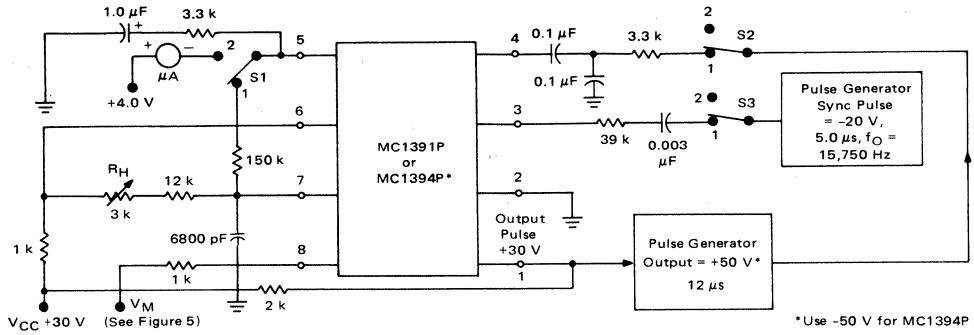 1.0 µF
+
3.3 k
5
+
–
2
µA
S1
1
+4.0 V
6
150 k
R_H
12 k
7
3 k
1 k
6800 pF
8
1 k
2 k
V_CC +30 V
V_M
(See Figure 5)
MC1391P
or
MC1394P*
4
0.1 µF
0.1 µF
3.3 k
2
S2
1
3
39 k
0.003
µF
2
S3
1
Pulse Generator
Sync Pulse
= –20 V,
5.0 µs, f_O =
15,750 Hz
2
Output
Pulse
+30 V
1
Pulse Generator
Output = +50 V*
12 µs
*Use -50 V for MC1394P